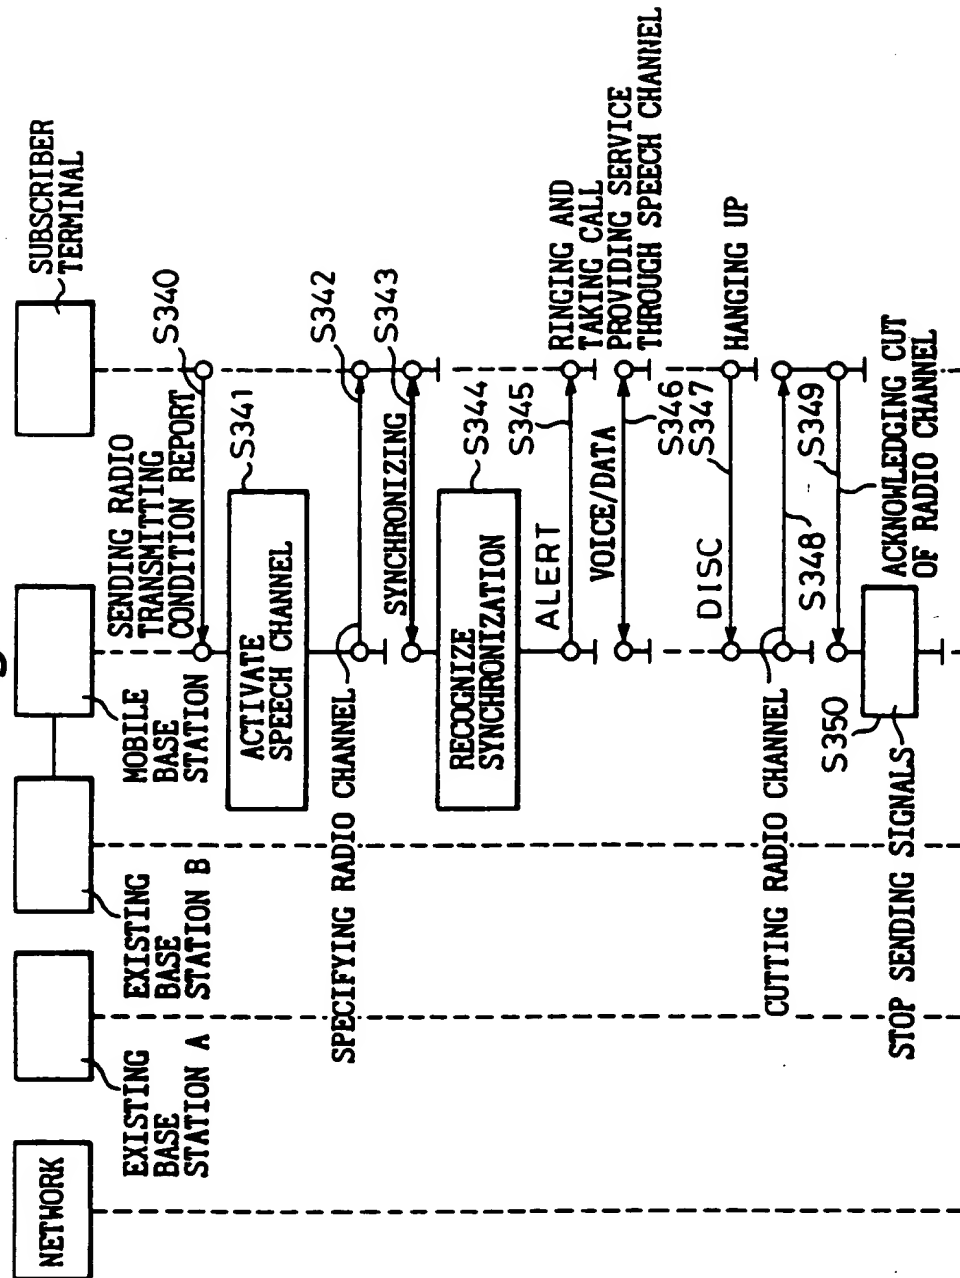 NETWORK
EXISTING
BASE
STATION A
EXISTING
BASE
STATION B
MOBILE
BASE
STATION
SUBSCRIBER
TERMINAL
SENDING RADIO
TRANSMITTING
CONDITION REPORT
S340
ACTIVATE
SPEECH CHANNEL
S341
SPECIFYING RADIO CHANNEL
S342
SYNCHRONIZING
S343
RECOGNIZE
SYNCHRONIZATION
S344
ALERT
S345
RINGING AND
TAKING CALL
VOICE/DATA
S346
PROVIDING SERVICE
THROUGH SPEECH CHANNEL
DISC
S347
HANGING UP
CUTTING RADIO CHANNEL
S348
S349
ACKNOWLEDGING CUT
OF RADIO CHANNEL
S350
STOP SENDING SIGNALS